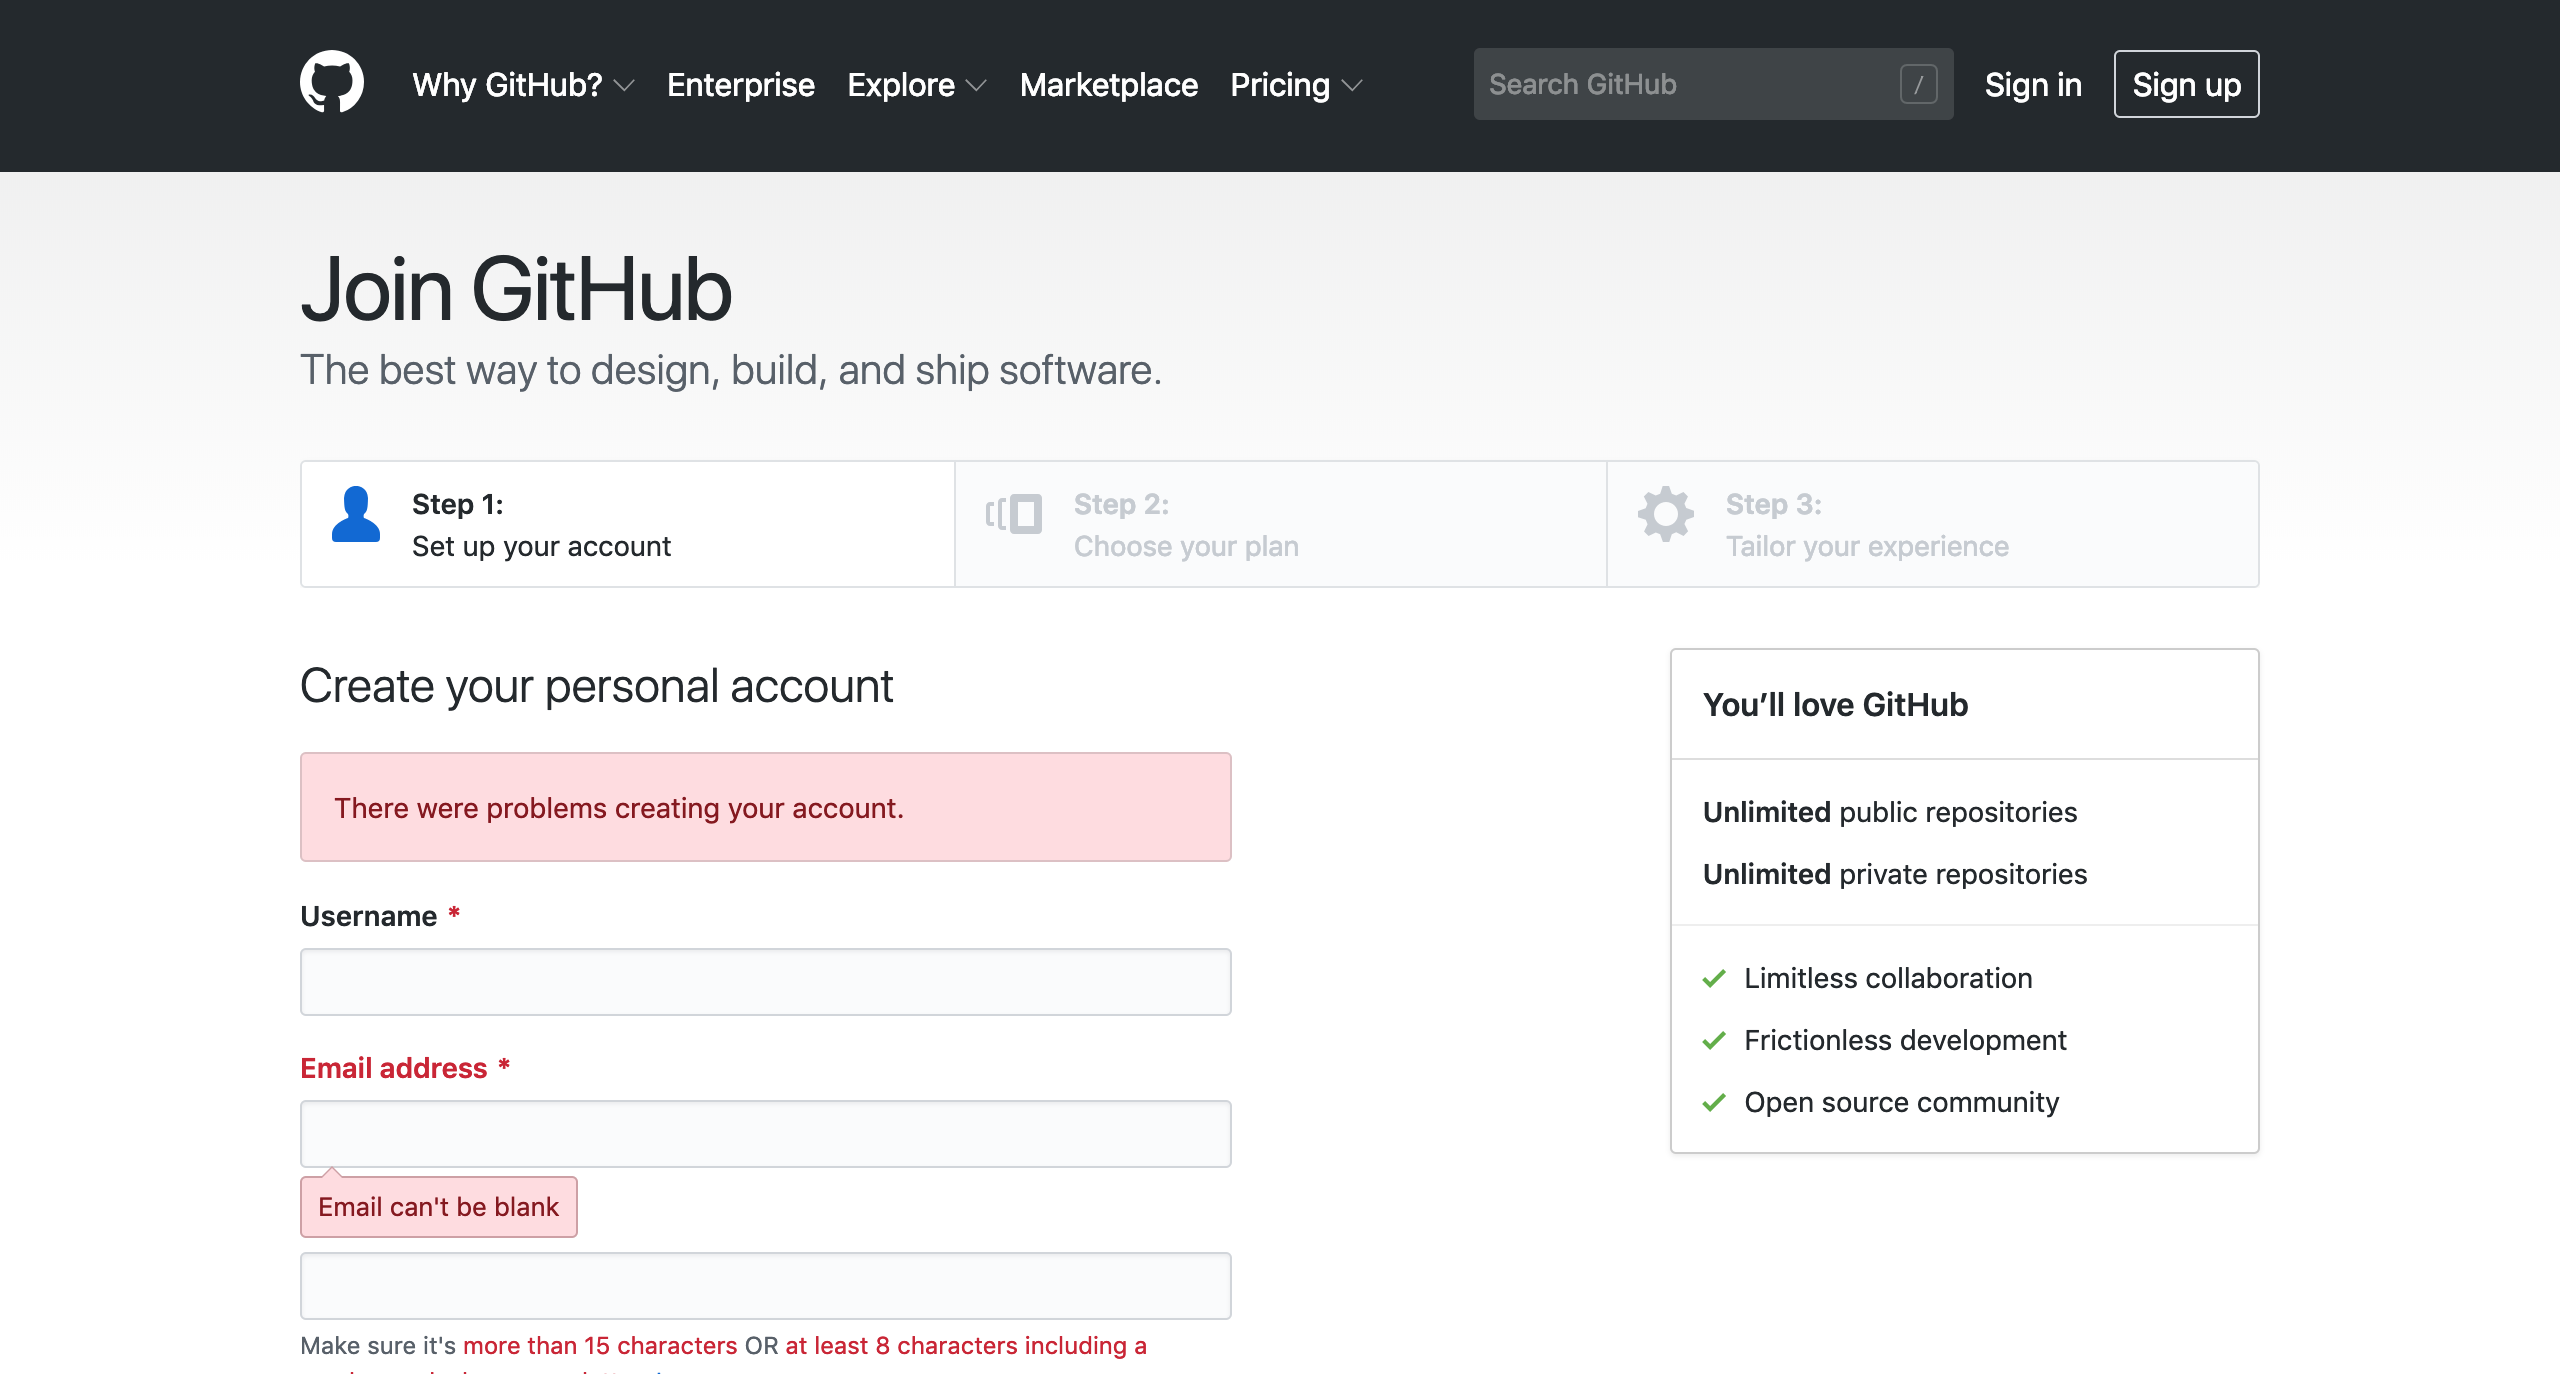 Why GitHub? Enterprise Explore Marketplace Pricing Search GitHub / Sign in Sign up
Join GitHub
The best way to design, build, and ship software.
Step 1:
Set up your account
Step 2:
Choose your plan
Step 3:
Tailor your experience
Create your personal account
There were problems creating your account.
Username *
Email address *
Email can't be blank
Make sure it's more than 15 characters OR at least 8 characters including a
You’ll love GitHub
Unlimited public repositories
Unlimited private repositories
Limitless collaboration
Frictionless development
Open source community